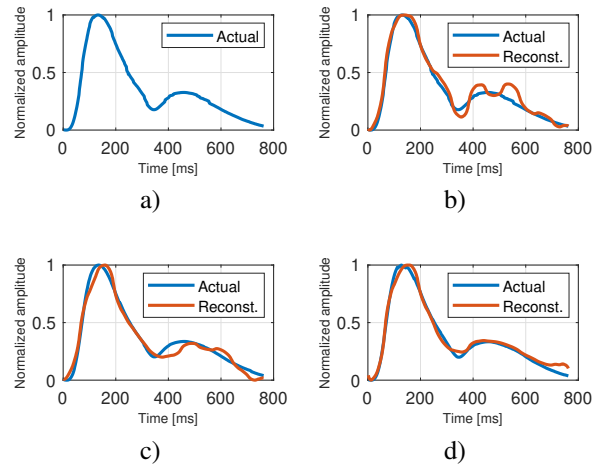 Normalized amplitude
1
0.5
0
Actual
0 200 400 600 800
Time [ms]
a)
Normalized amplitude
1
0.5
0
Actual
Reconst.
0 200 400 600 800
Time [ms]
b)
Normalized amplitude
1
0.5
0
Actual
Reconst.
0 200 400 600 800
Time [ms]
c)
Normalized amplitude
1
0.5
0
Actual
Reconst.
0 200 400 600 800
Time [ms]
d)